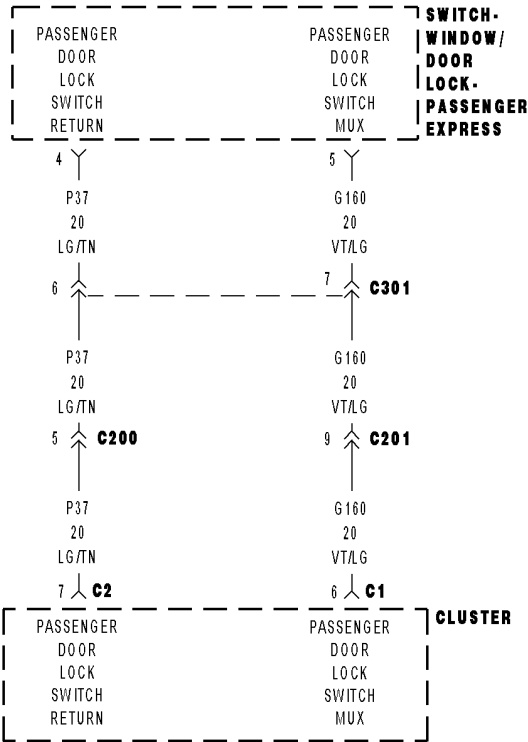 SWITCH-
WINDOW/
DOOR
LOCK-
PASSENGER
EXPRESS
PASSENGER
DOOR
LOCK
SWITCH
RETURN
PASSENGER
DOOR
LOCK
SWITCH
MUX
4
5
P37
20
LG/TN
G160
20
VT/LG
6
7
C301
P37
20
LG/TN
G160
20
VT/LG
5
C200
9
C201
P37
20
LG/TN
G160
20
VT/LG
7
C2
6
C1
CLUSTER
PASSENGER
DOOR
LOCK
SWITCH
RETURN
PASSENGER
DOOR
LOCK
SWITCH
MUX